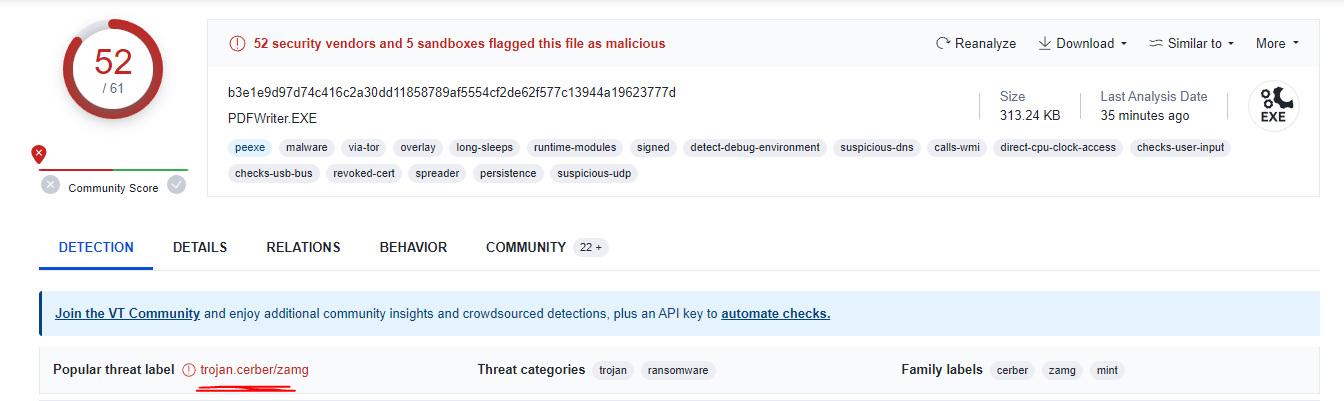 52
/ 61
Community Score
52 security vendors and 5 sandboxes flagged this file as malicious
Reanalyze Download Similar to More
b3e1e9d97d74c416c2a30dd11858789af5554cf2de62f577c13944a19623777d
PDFWriter.EXE
Size
313.24 KB
Last Analysis Date
35 minutes ago
EXE
peexe malware via-tor overlay long-sleeps runtime-modules signed detect-debug-environment suspicious-dns calls-wmi direct-cpu-clock-access checks-user-input
checks-usb-bus revoked-cert spreader persistence suspicious-udp
DETECTION DETAILS RELATIONS BEHAVIOR COMMUNITY 22 +
Join the VT Community and enjoy additional community insights and crowdsourced detections, plus an API key to automate checks.
Popular threat label trojan.cerber/zamg Threat categories trojan ransomware Family labels cerber zamg mint